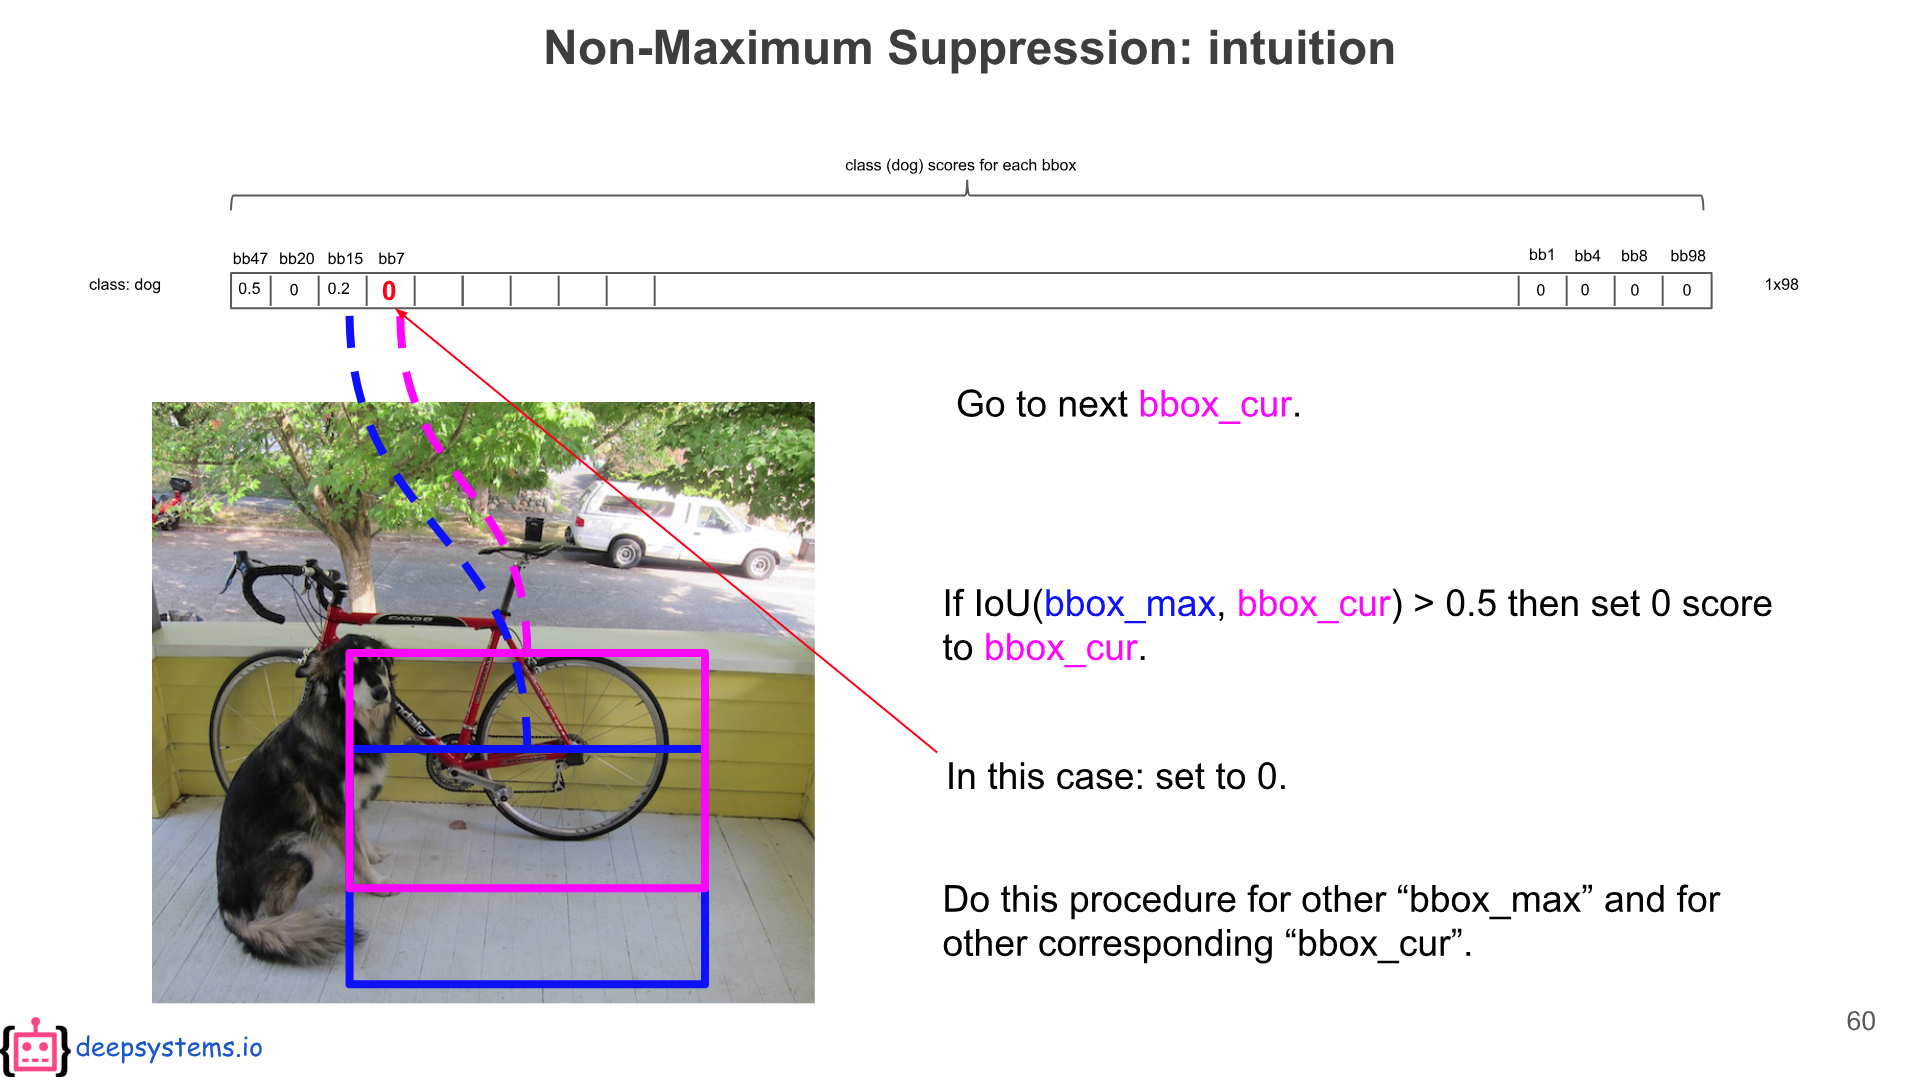 Non-Maximum Suppression: intuition
class (dog) scores for each bbox
bb47 bb20 bb15 bb7 bb1 bb4 bb8 bb98
class: dog 0.5 0 0.2 0 0 0 0 0 1x98
Go to next bbox_cur.
If IoU(bbox_max, bbox_cur) > 0.5 then set 0 score
to bbox_cur.
In this case: set to 0.
Do this procedure for other “bbox_max” and for
other corresponding “bbox_cur”.
60
deepsystems.io